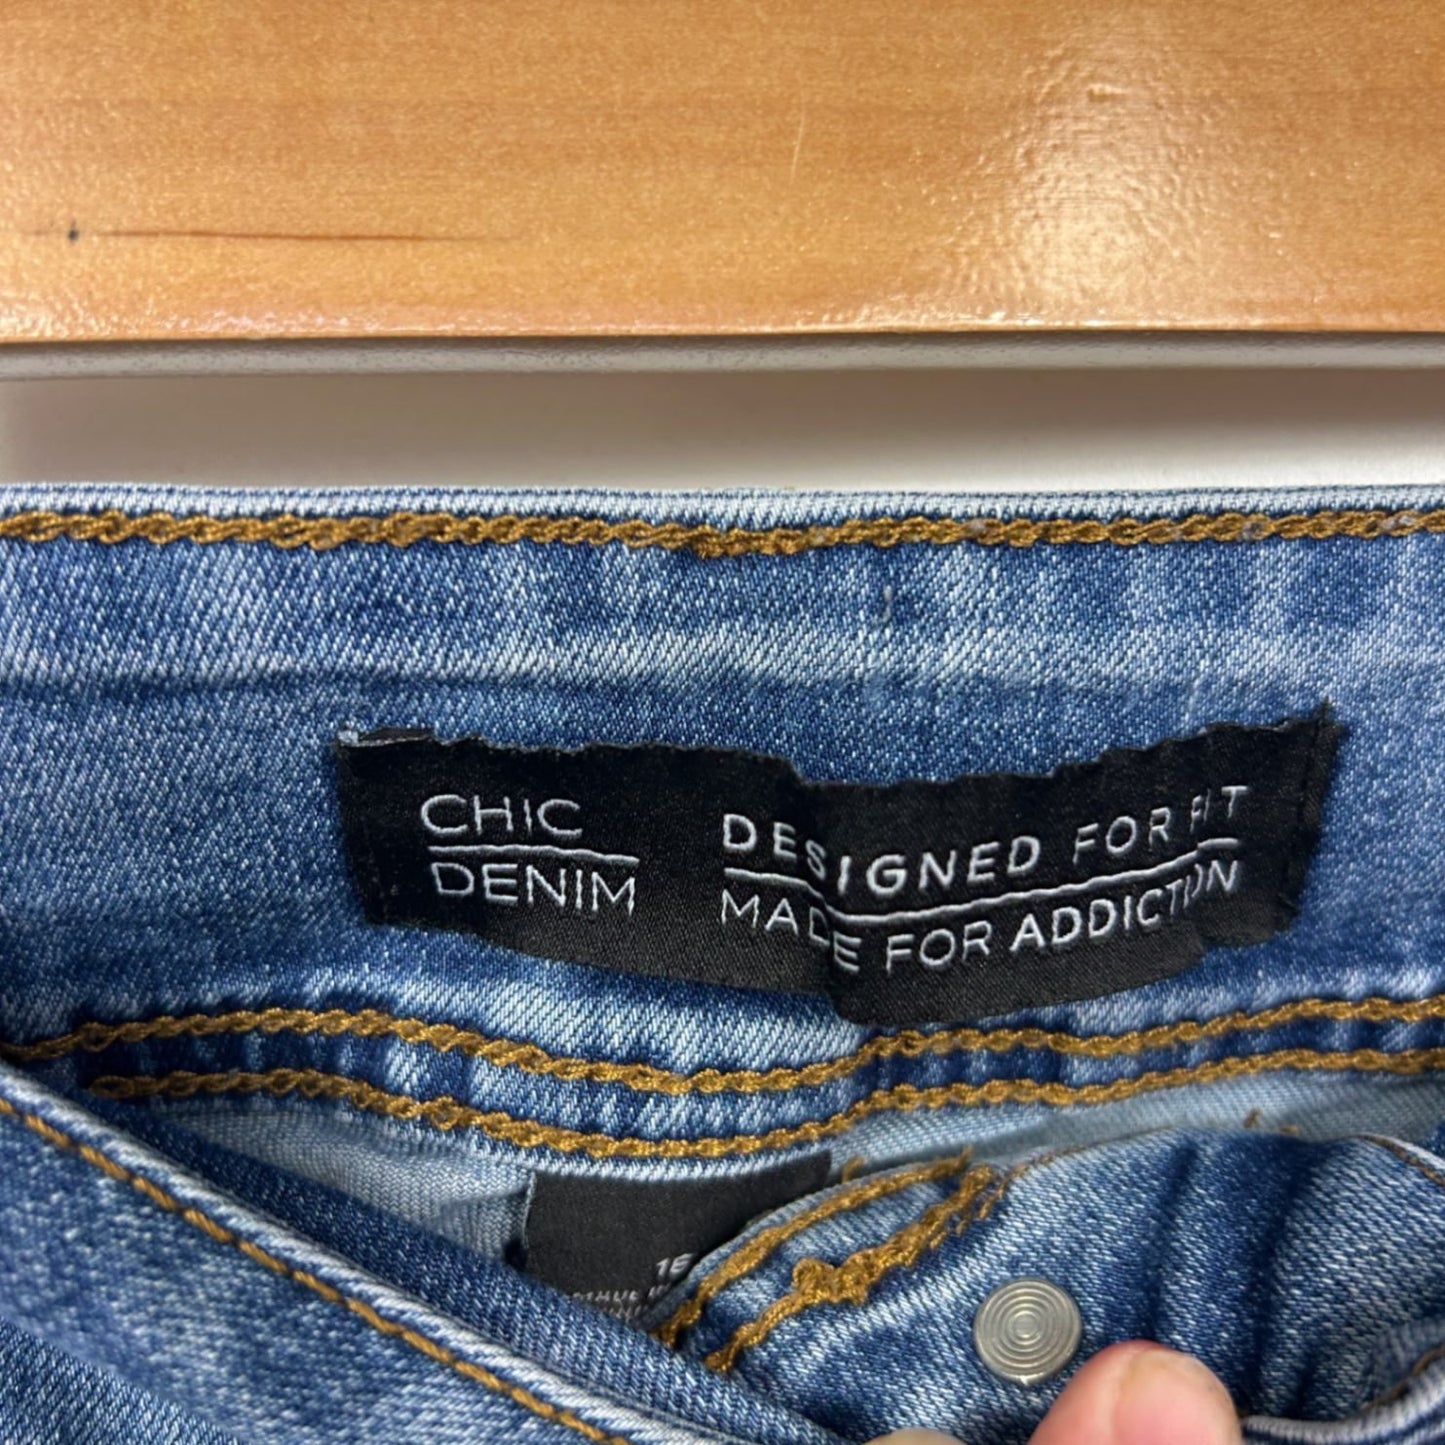 CHIC
DENIM
DESIGNED FOR FIT
MADE FOR ADDICTION